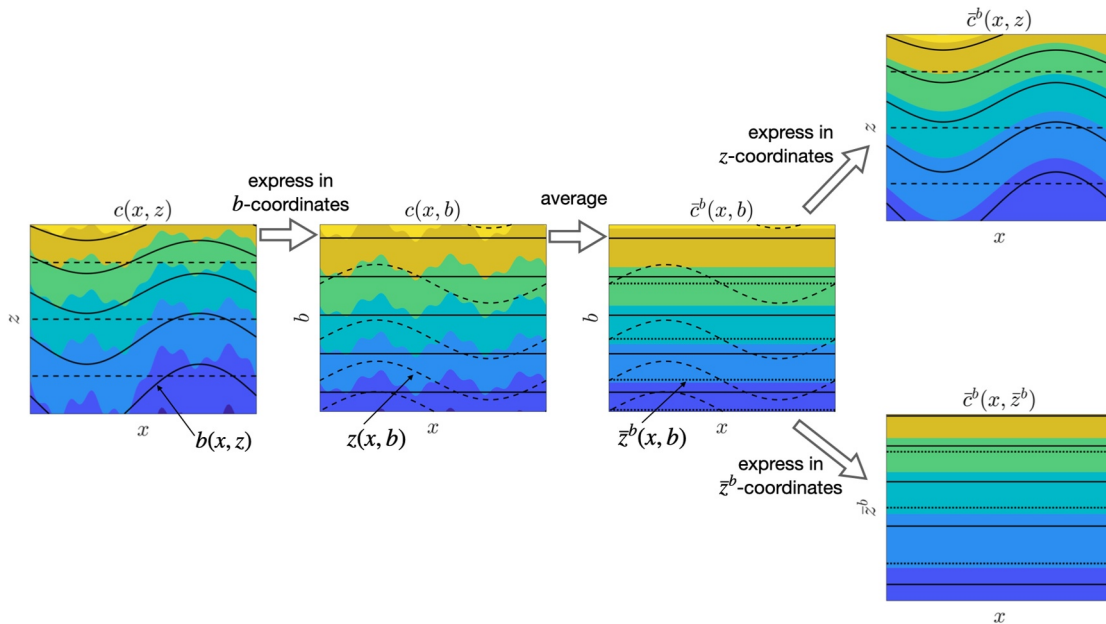 c(x, z)
z
x
b(x, z)
express in
b-coordinates
c(x, b)
b
x
z(x, b)
average
c̄ᵇ(x, b)
b
x
z̄ᵇ(x, b)
express in
z-coordinates
c̄ᵇ(x, z)
z
x
express in
z̄ᵇ-coordinates
c̄ᵇ(x, z̄ᵇ)
z̄ᵇ
x